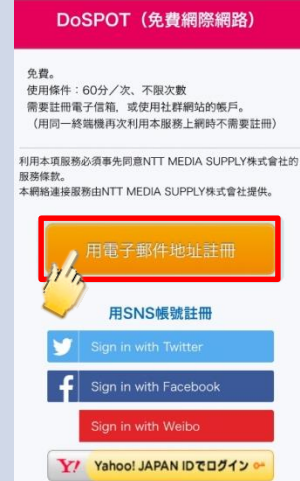 DoSPOT（免費網際網路）
免費。
使用條件：60分／次、不限次數
需要註冊電子信箱，或使用社群網站的帳戶。
（用同一終端機再次利用本服務上網時不需要註冊）
利用本項服務必須事先同意NTT MEDIA SUPPLY株式會社的
服務條款。
本網絡連接服務由NTT MEDIA SUPPLY株式會社提供。
用電子郵件地址註冊
用SNS帳號註冊
Sign in with Twitter
f Sign in with Facebook
Sign in with Weibo
Y! Yahoo! JAPAN IDでログイン